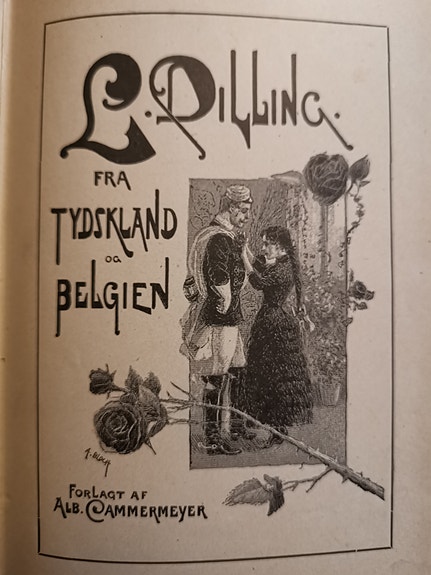 L. DILLING.
FRA
TYDSKLAND
OG
BELGIEN
FORLAGT AF
ALB. CAMMERMEYER